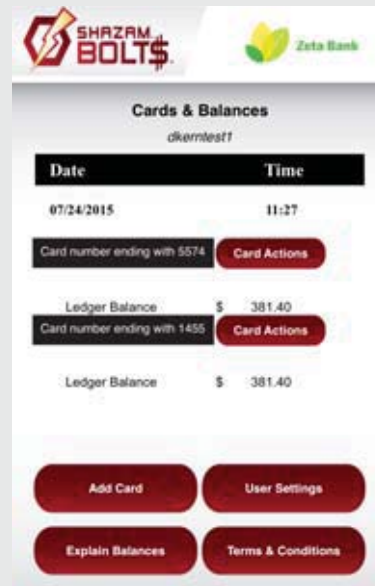 SHAZAM
BOLT$.
Zeta Bank
Cards & Balances
dkerntest1
Date Time
07/24/2015 11:27
Card number ending with 5574 Card Actions
Ledger Balance $ 381.40
Card number ending with 1455 Card Actions
Ledger Balance $ 381.40
Add Card User Settings
Explain Balances Terms & Conditions